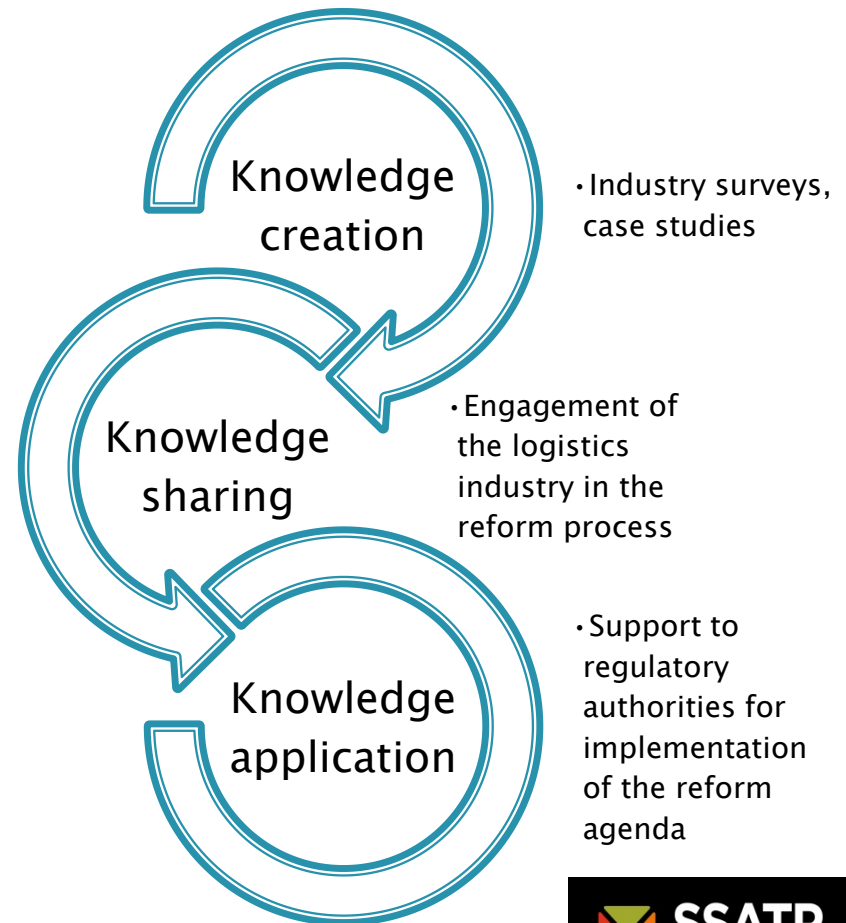 Knowledge
creation
•Industry surveys,
case studies
Knowledge
sharing
•Engagement of
the logistics
industry in the
reform process
Knowledge
application
•Support to
regulatory
authorities for
implementation
of the reform
agenda
SSATP